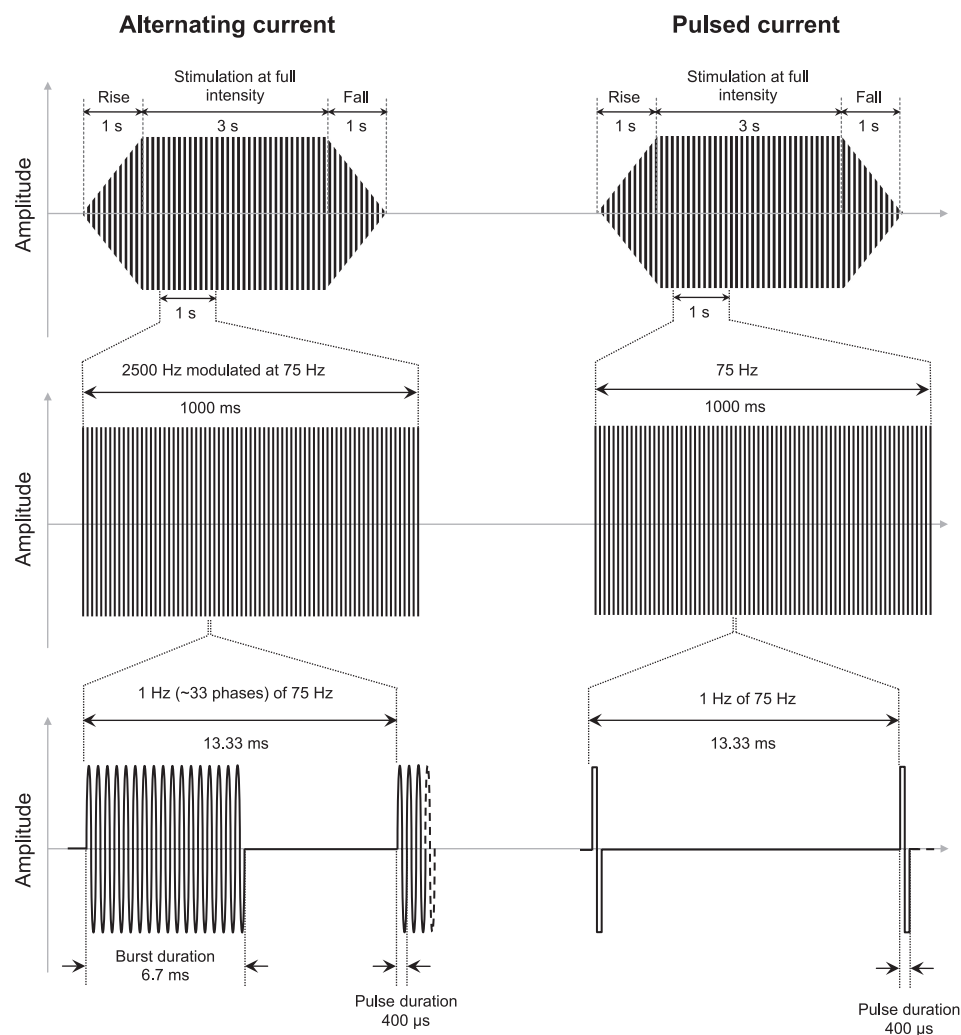 Alternating current
Pulsed current
Stimulation at full
intensity
Rise
Fall
1 s
3 s
1 s
Amplitude
1 s
Stimulation at full
intensity
Rise
Fall
1 s
3 s
1 s
1 s
2500 Hz modulated at 75 Hz
1000 ms
Amplitude
75 Hz
1000 ms
1 Hz (~33 phases) of 75 Hz
13.33 ms
Amplitude
Burst duration
6.7 ms
Pulse duration
400 µs
1 Hz of 75 Hz
13.33 ms
Pulse duration
400 µs